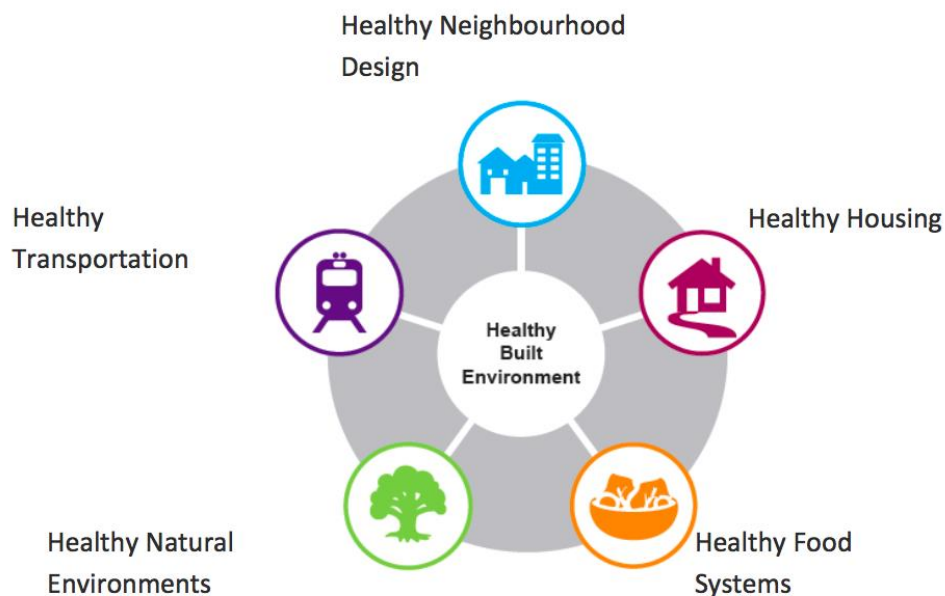 Healthy Neighbourhood
Design
Healthy
Transportation
Healthy Housing
Healthy
Built
Environment
Healthy Natural
Environments
Healthy Food
Systems